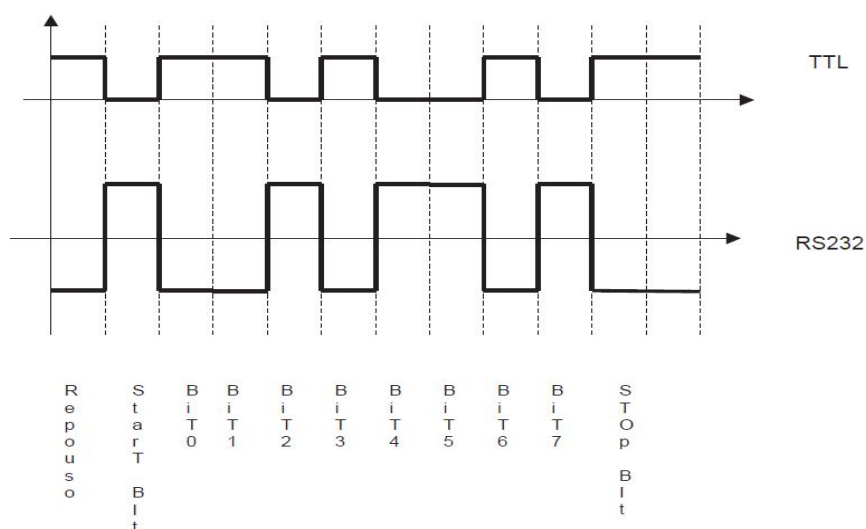 TTL
RS232
Repouso
StarT BIt
BiT0
BiT1
BiT2
BiT3
BiT4
BiT5
BiT6
BiT7
STOp BIt